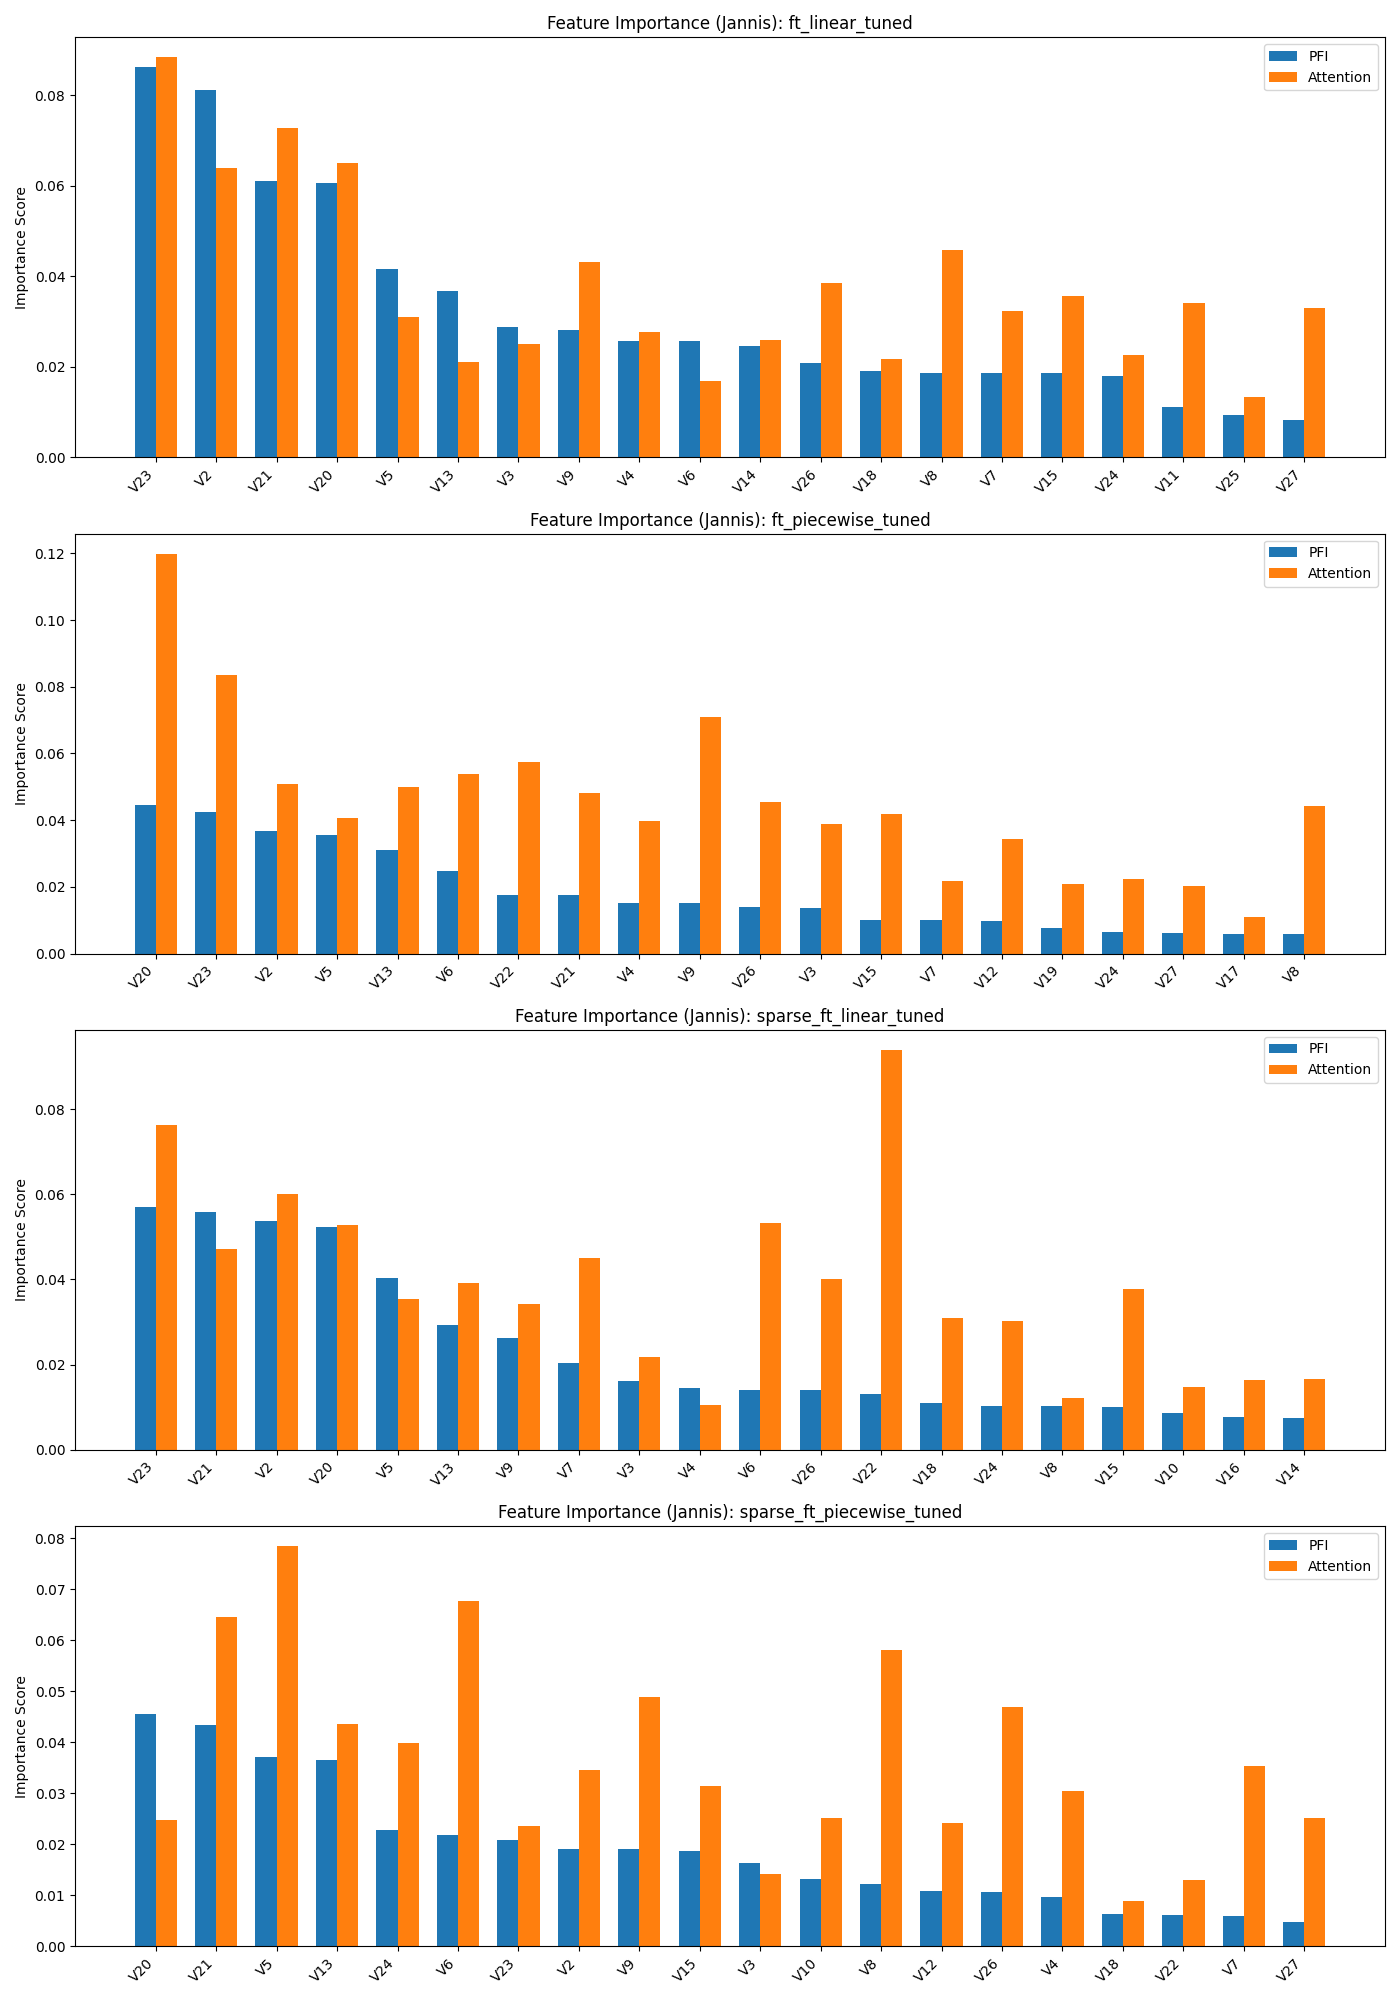 Feature Importance (Jannis): ft_linear_tuned
PFI
Attention
Importance Score
0.08
0.06
0.04
0.02
0.00
V23 V2 V21 V20 V5 V13 V3 V9 V4 V6 V14 V26 V18 V8 V7 V15 V24 V11 V25 V27
Feature Importance (Jannis): ft_piecewise_tuned
PFI
Attention
Importance Score
0.12
0.10
0.08
0.06
0.04
0.02
0.00
V20 V23 V2 V5 V13 V6 V22 V21 V4 V9 V26 V3 V15 V7 V12 V19 V24 V27 V17 V8
Feature Importance (Jannis): sparse_ft_linear_tuned
PFI
Attention
Importance Score
0.08
0.06
0.04
0.02
0.00
V23 V21 V2 V20 V5 V13 V9 V7 V3 V4 V6 V26 V22 V18 V24 V8 V15 V10 V16 V14
Feature Importance (Jannis): sparse_ft_piecewise_tuned
PFI
Attention
Importance Score
0.08
0.07
0.06
0.05
0.04
0.03
0.02
0.01
0.00
V20 V21 V5 V13 V24 V6 V23 V2 V9 V15 V3 V10 V8 V12 V26 V4 V18 V22 V7 V27